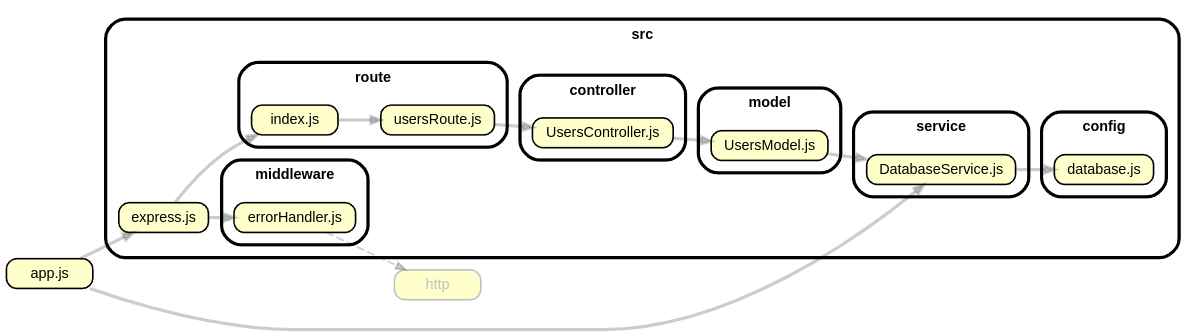 src
route
index.js
usersRoute.js
controller
UsersController.js
model
UsersModel.js
service
DatabaseService.js
config
database.js
middleware
errorHandler.js
express.js
app.js
http